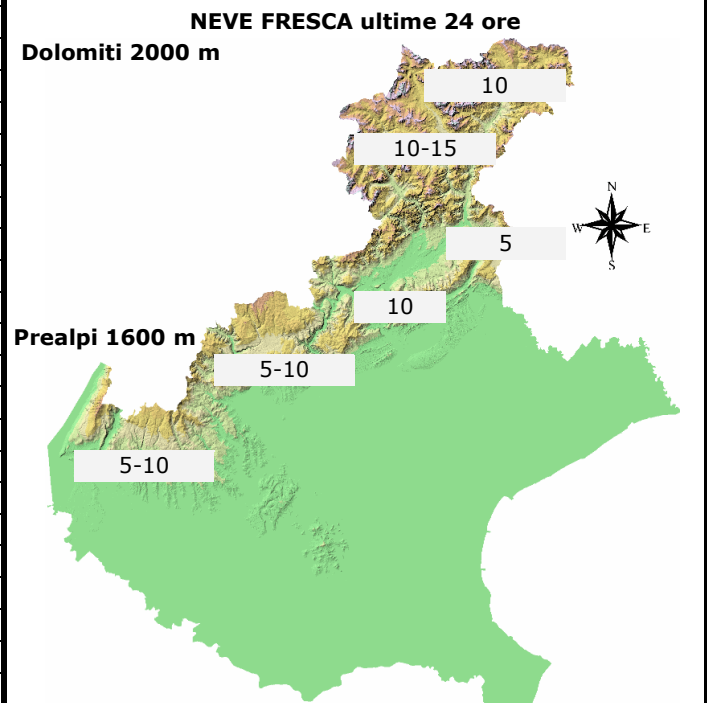 NEVE FRESCA ultime 24 ore
Dolomiti 2000 m
10
10-15
N
W E
S
5
10
Prealpi 1600 m
5-10
5-10